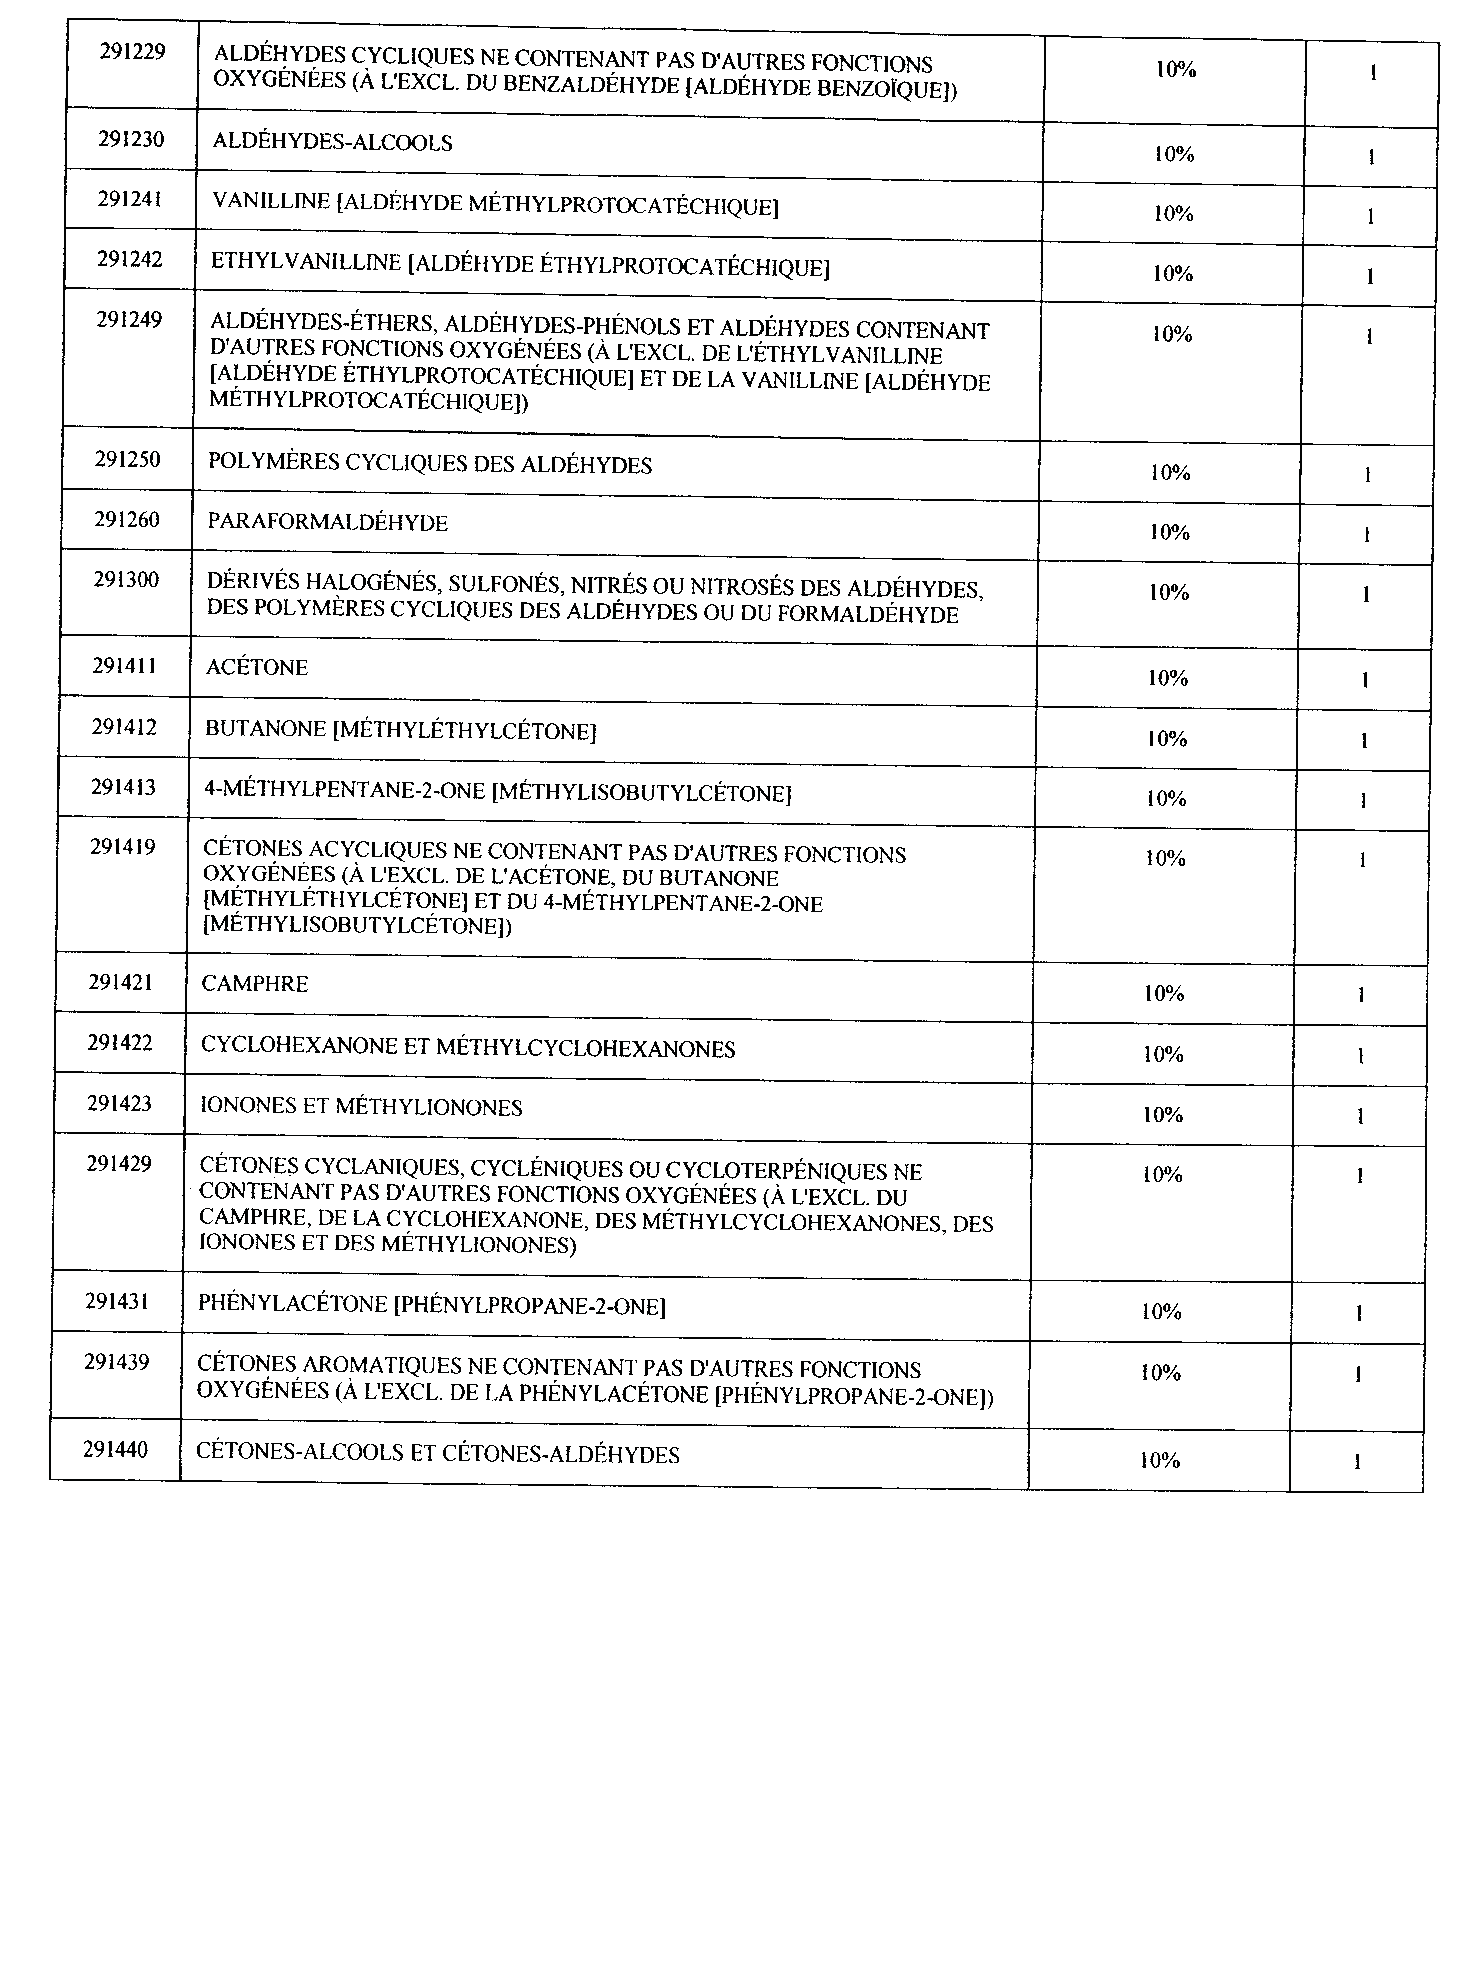 291229 ALDÉHYDES CYCLIQUES NE CONTENANT PAS D'AUTRES FONCTIONS 10% 1
OXYGÉNÉES (À L'EXCL. DU BENZALDÉHYDE [ALDÉHYDE BENZOÏQUE])
291230 ALDÉHYDES-ALCOOLS 10% 1
291241 VANILLINE [ALDÉHYDE MÉTHYLPROTOCATÉCHIQUE] 10% 1
291242 ETHYLVANILLINE [ALDÉHYDE ÉTHYLPROTOCATÉCHIQUE] 10% 1
291249 ALDÉHYDES-ÉTHERS, ALDÉHYDES-PHÉNOLS ET ALDÉHYDES CONTENANT 10% 1
D'AUTRES FONCTIONS OXYGÉNÉES (À L'EXCL. DE L'ÉTHYLVANILLINE
[ALDÉHYDE ÉTHYLPROTOCATÉCHIQUE] ET DE LA VANILLINE [ALDÉHYDE
MÉTHYLPROTOCATÉCHIQUE])
291250 POLYMÈRES CYCLIQUES DES ALDÉHYDES 10% 1
291260 PARAFORMALDÉHYDE 10% 1
291300 DÉRIVÉS HALOGÉNÉS, SULFONÉS, NITRÉS OU NITROSÉS DES ALDÉHYDES, 10% 1
DES POLYMÈRES CYCLIQUES DES ALDÉHYDES OU DU FORMALDÉHYDE
291411 ACÉTONE 10% 1
291412 BUTANONE [MÉTHYLÉTHYLCÉTONE] 10% 1
291413 4-MÉTHYLPENTANE-2-ONE [MÉTHYLISOBUTYLCÉTONE] 10% 1
291419 CÉTONES ACYCLIQUES NE CONTENANT PAS D'AUTRES FONCTIONS 10% 1
OXYGÉNÉES (À L'EXCL. DE L'ACÉTONE, DU BUTANONE
[MÉTHYLÉTHYLCÉTONE] ET DU 4-MÉTHYLPENTANE-2-ONE
[MÉTHYLISOBUTYLCÉTONE])
291421 CAMPHRE 10% 1
291422 CYCLOHEXANONE ET MÉTHYLCYCLOHEXANONES 10% 1
291423 IONONES ET MÉTHYLIONONES 10% 1
291429 CÉTONES CYCLANIQUES, CYCLÉNIQUES OU CYCLOTERPÉNIQUES NE 10% 1
CONTENANT PAS D'AUTRES FONCTIONS OXYGÉNÉES (À L'EXCL. DU
CAMPHRE, DE LA CYCLOHEXANONE, DES MÉTHYLCYCLOHEXANONES, DES
IONONES ET DES MÉTHYLIONONES)
291431 PHÉNYLACÉTONE [PHÉNYLPROPANE-2-ONE] 10% 1
291439 CÉTONES AROMATIQUES NE CONTENANT PAS D'AUTRES FONCTIONS 10% 1
OXYGÉNÉES (À L'EXCL. DE LA PHÉNYLACÉTONE [PHÉNYLPROPANE-2-ONE])
291440 CÉTONES-ALCOOLS ET CÉTONES-ALDÉHYDES 10% 1